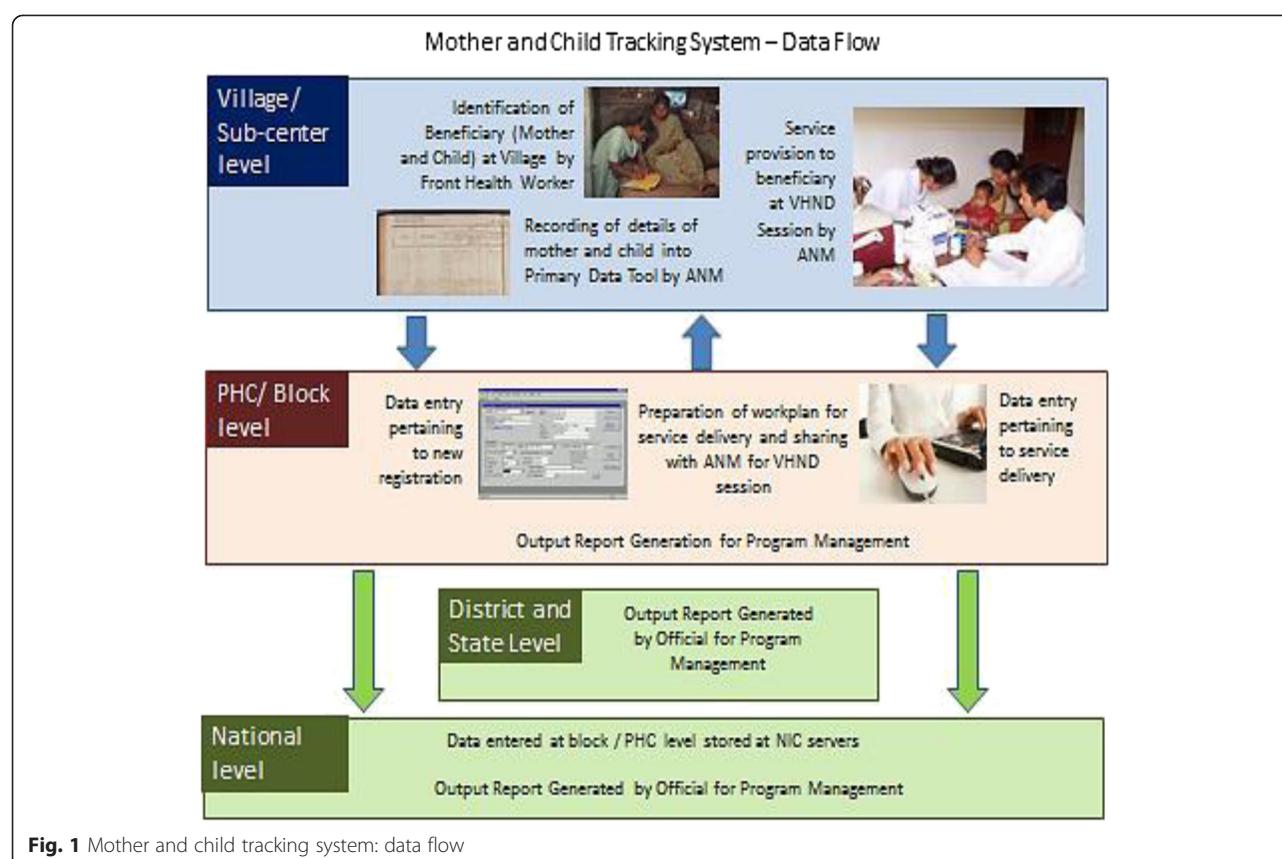 Mother and Child Tracking System – Data Flow
Village/
Sub-center
level
Identification of
Beneficiary (Mother
and Child) at Village by
Front Health Worker
Recording of details of
mother and child into
Primary Data Tool by ANM
Service
provision to
beneficiary
at VHND
Session by
ANM
PHC/ Block
level
Data entry
pertaining
to new
registration
Preparation of workplan for
service delivery and sharing
with ANM for VHND
session
Data entry
pertaining
to service
delivery
Output Report Generation for Program Management
District and
State Level
Output Report Generated
by Official for Program
Management
National
level
Data entered at block / PHC level stored at NIC servers
Output Report Generated by Official for Program Management
Fig. 1 Mother and child tracking system: data flow